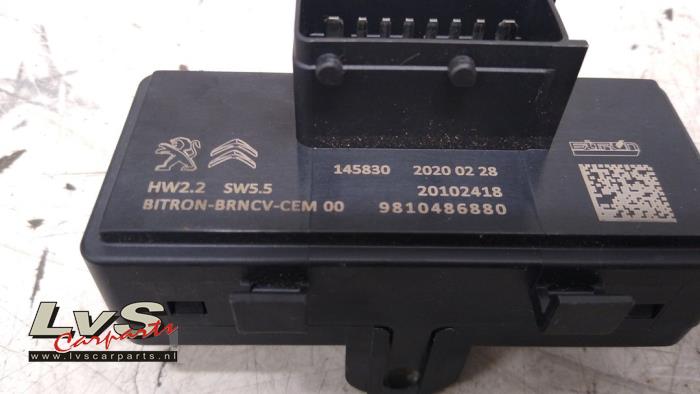 145830 2020 02 28
BITRON
HW2.2 SW5.5
20102418
BITRON-BRNCV-CEM 00
9810486880
LvS
Carparts
www.lvscarparts.nl